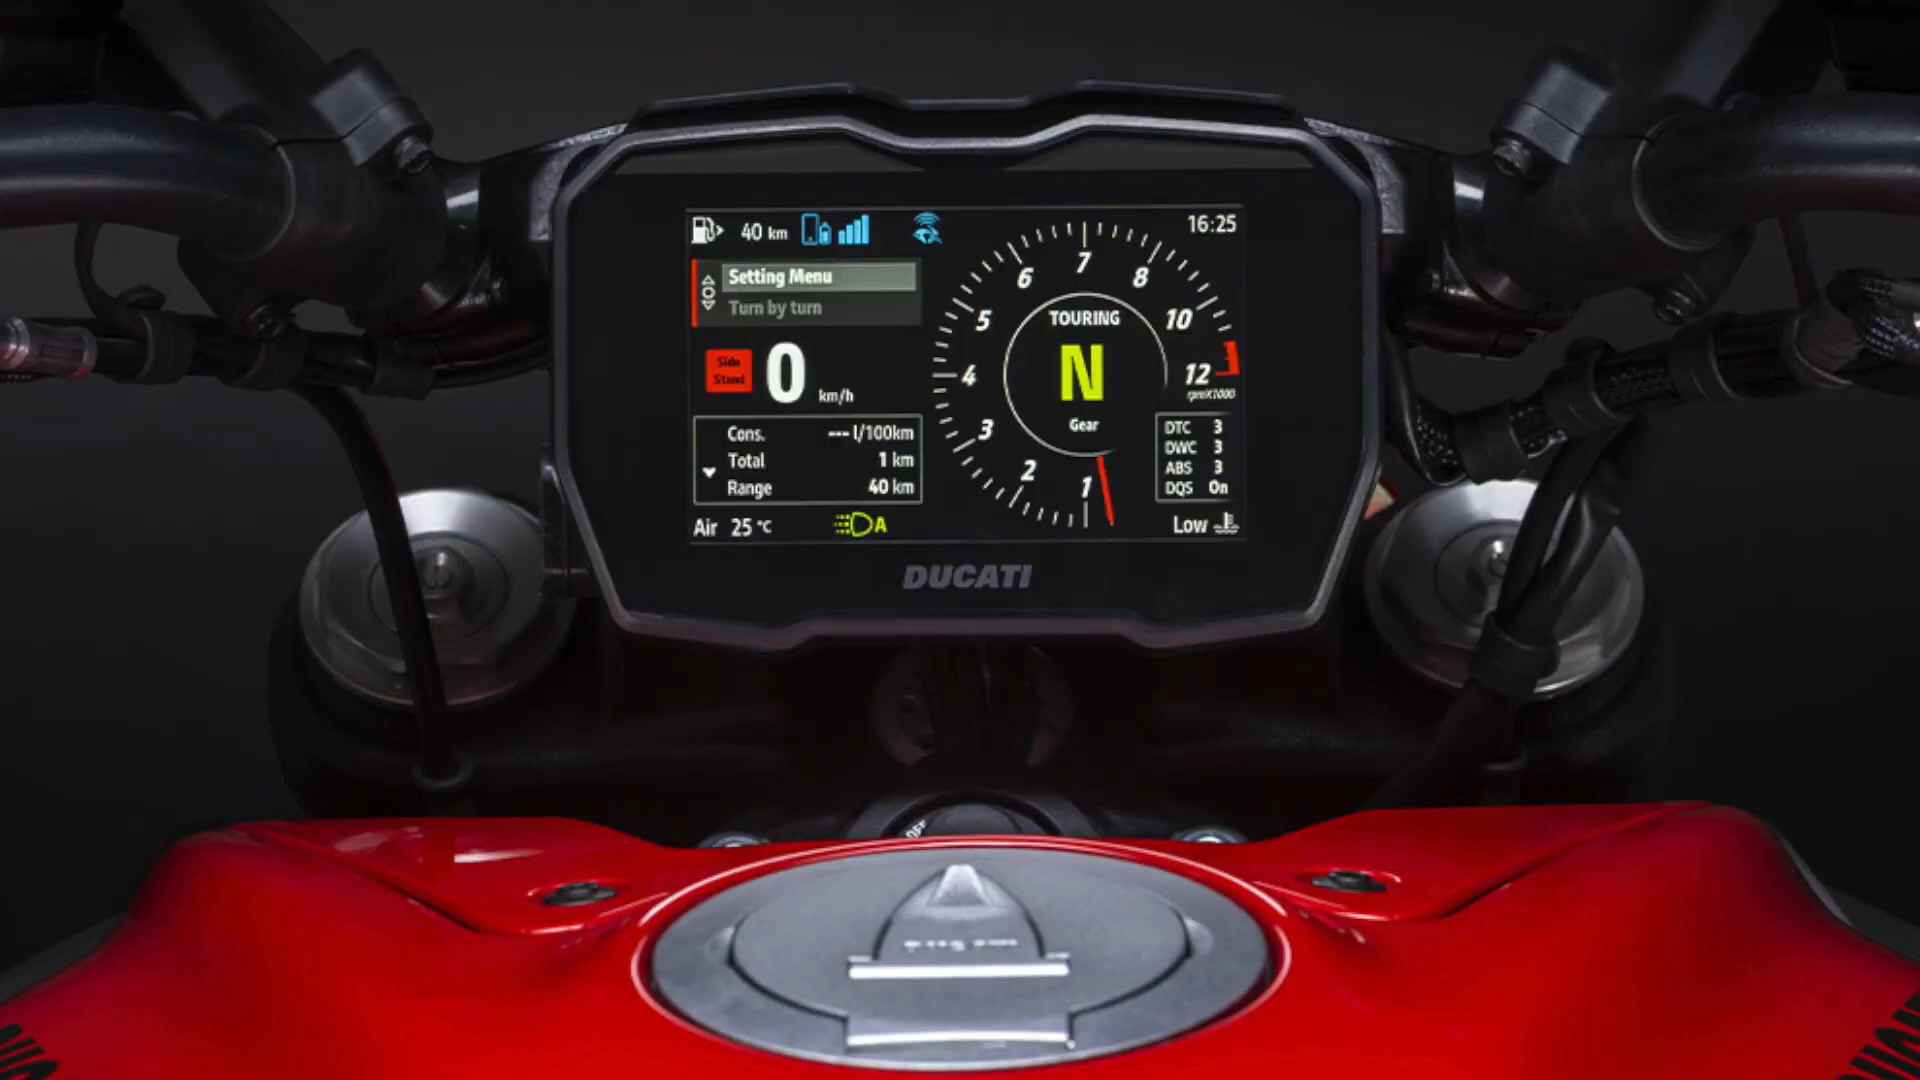 40 km
16:25
Setting Menu
Turn by turn
Side
Stand
0 km/h
Cons. --- l/100km
Total 1 km
Range 40 km
Air 25 °C
A
TOURING
N
Gear
1
2
3
4
5
6
7
8
10
12
rpmX1000
DTC 3
DWC 3
ABS 3
DQS On
Low
DUCATI